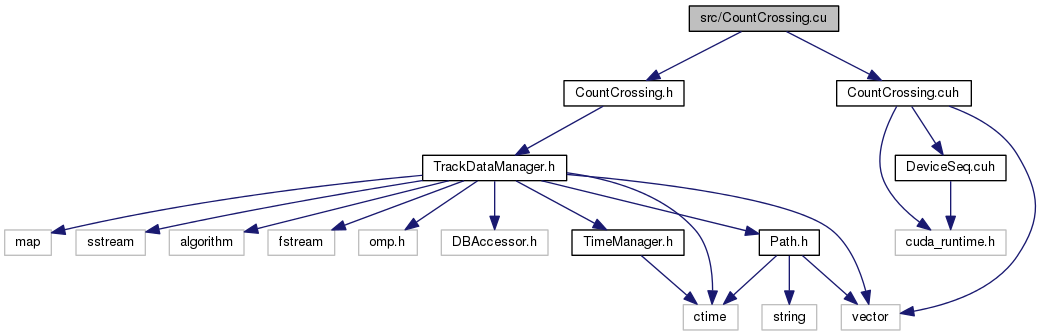 src/CountCrossing.cu
CountCrossing.h
CountCrossing.cuh
TrackDataManager.h
DeviceSeq.cuh
map
sstream
algorithm
fstream
omp.h
DBAccessor.h
TimeManager.h
Path.h
cuda_runtime.h
ctime
string
vector